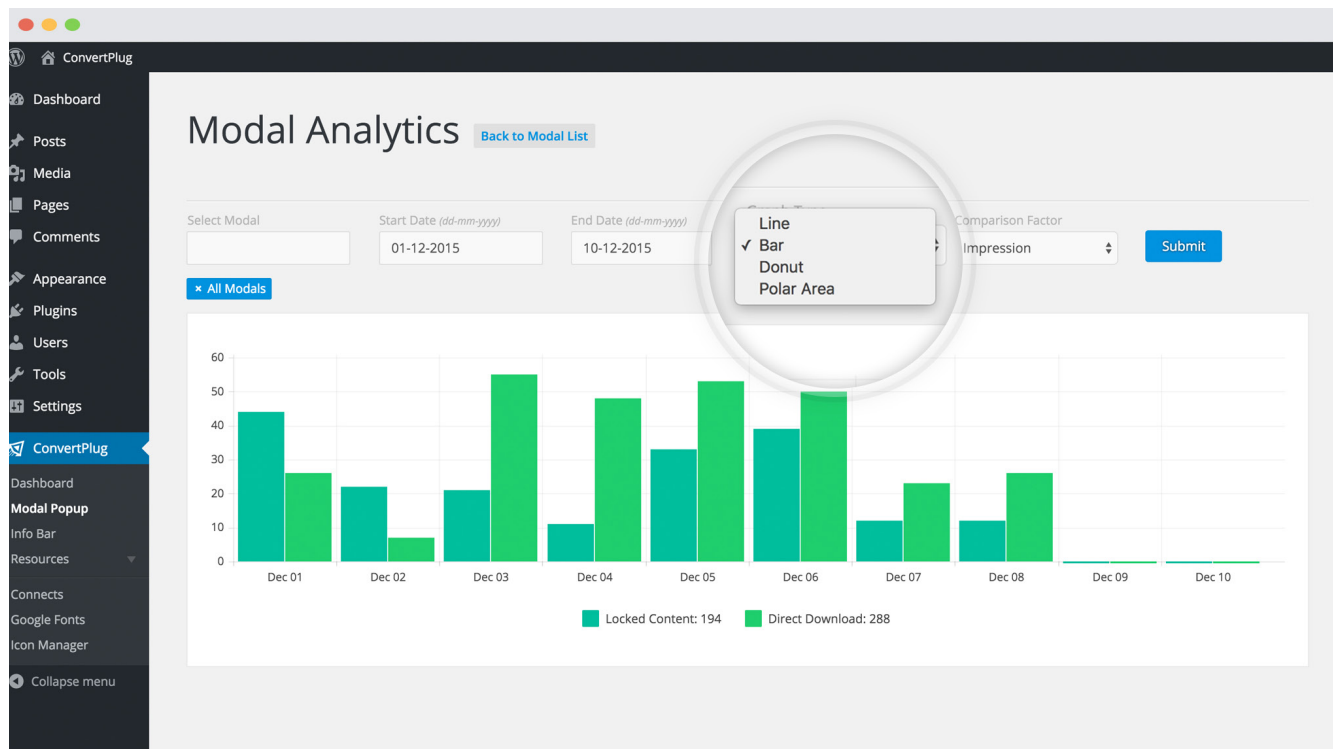 ConvertPlug
Dashboard
Posts
Media
Pages
Comments
Appearance
Plugins
Users
Tools
Settings
ConvertPlug
Dashboard
Modal Popup
Info Bar
Resources
Connects
Google Fonts
Icon Manager
Collapse menu
Modal Analytics Back to Modal List
Select Modal Start Date (dd-mm-yyyy) End Date (dd-mm-yyyy) Graph Type Comparison Factor
01-12-2015 10-12-2015 Impression Submit
Line
✓ Bar
Donut
Polar Area
× All Modals
60
50
40
30
20
10
0
Dec 01 Dec 02 Dec 03 Dec 04 Dec 05 Dec 06 Dec 07 Dec 08 Dec 09 Dec 10
Locked Content: 194 Direct Download: 288